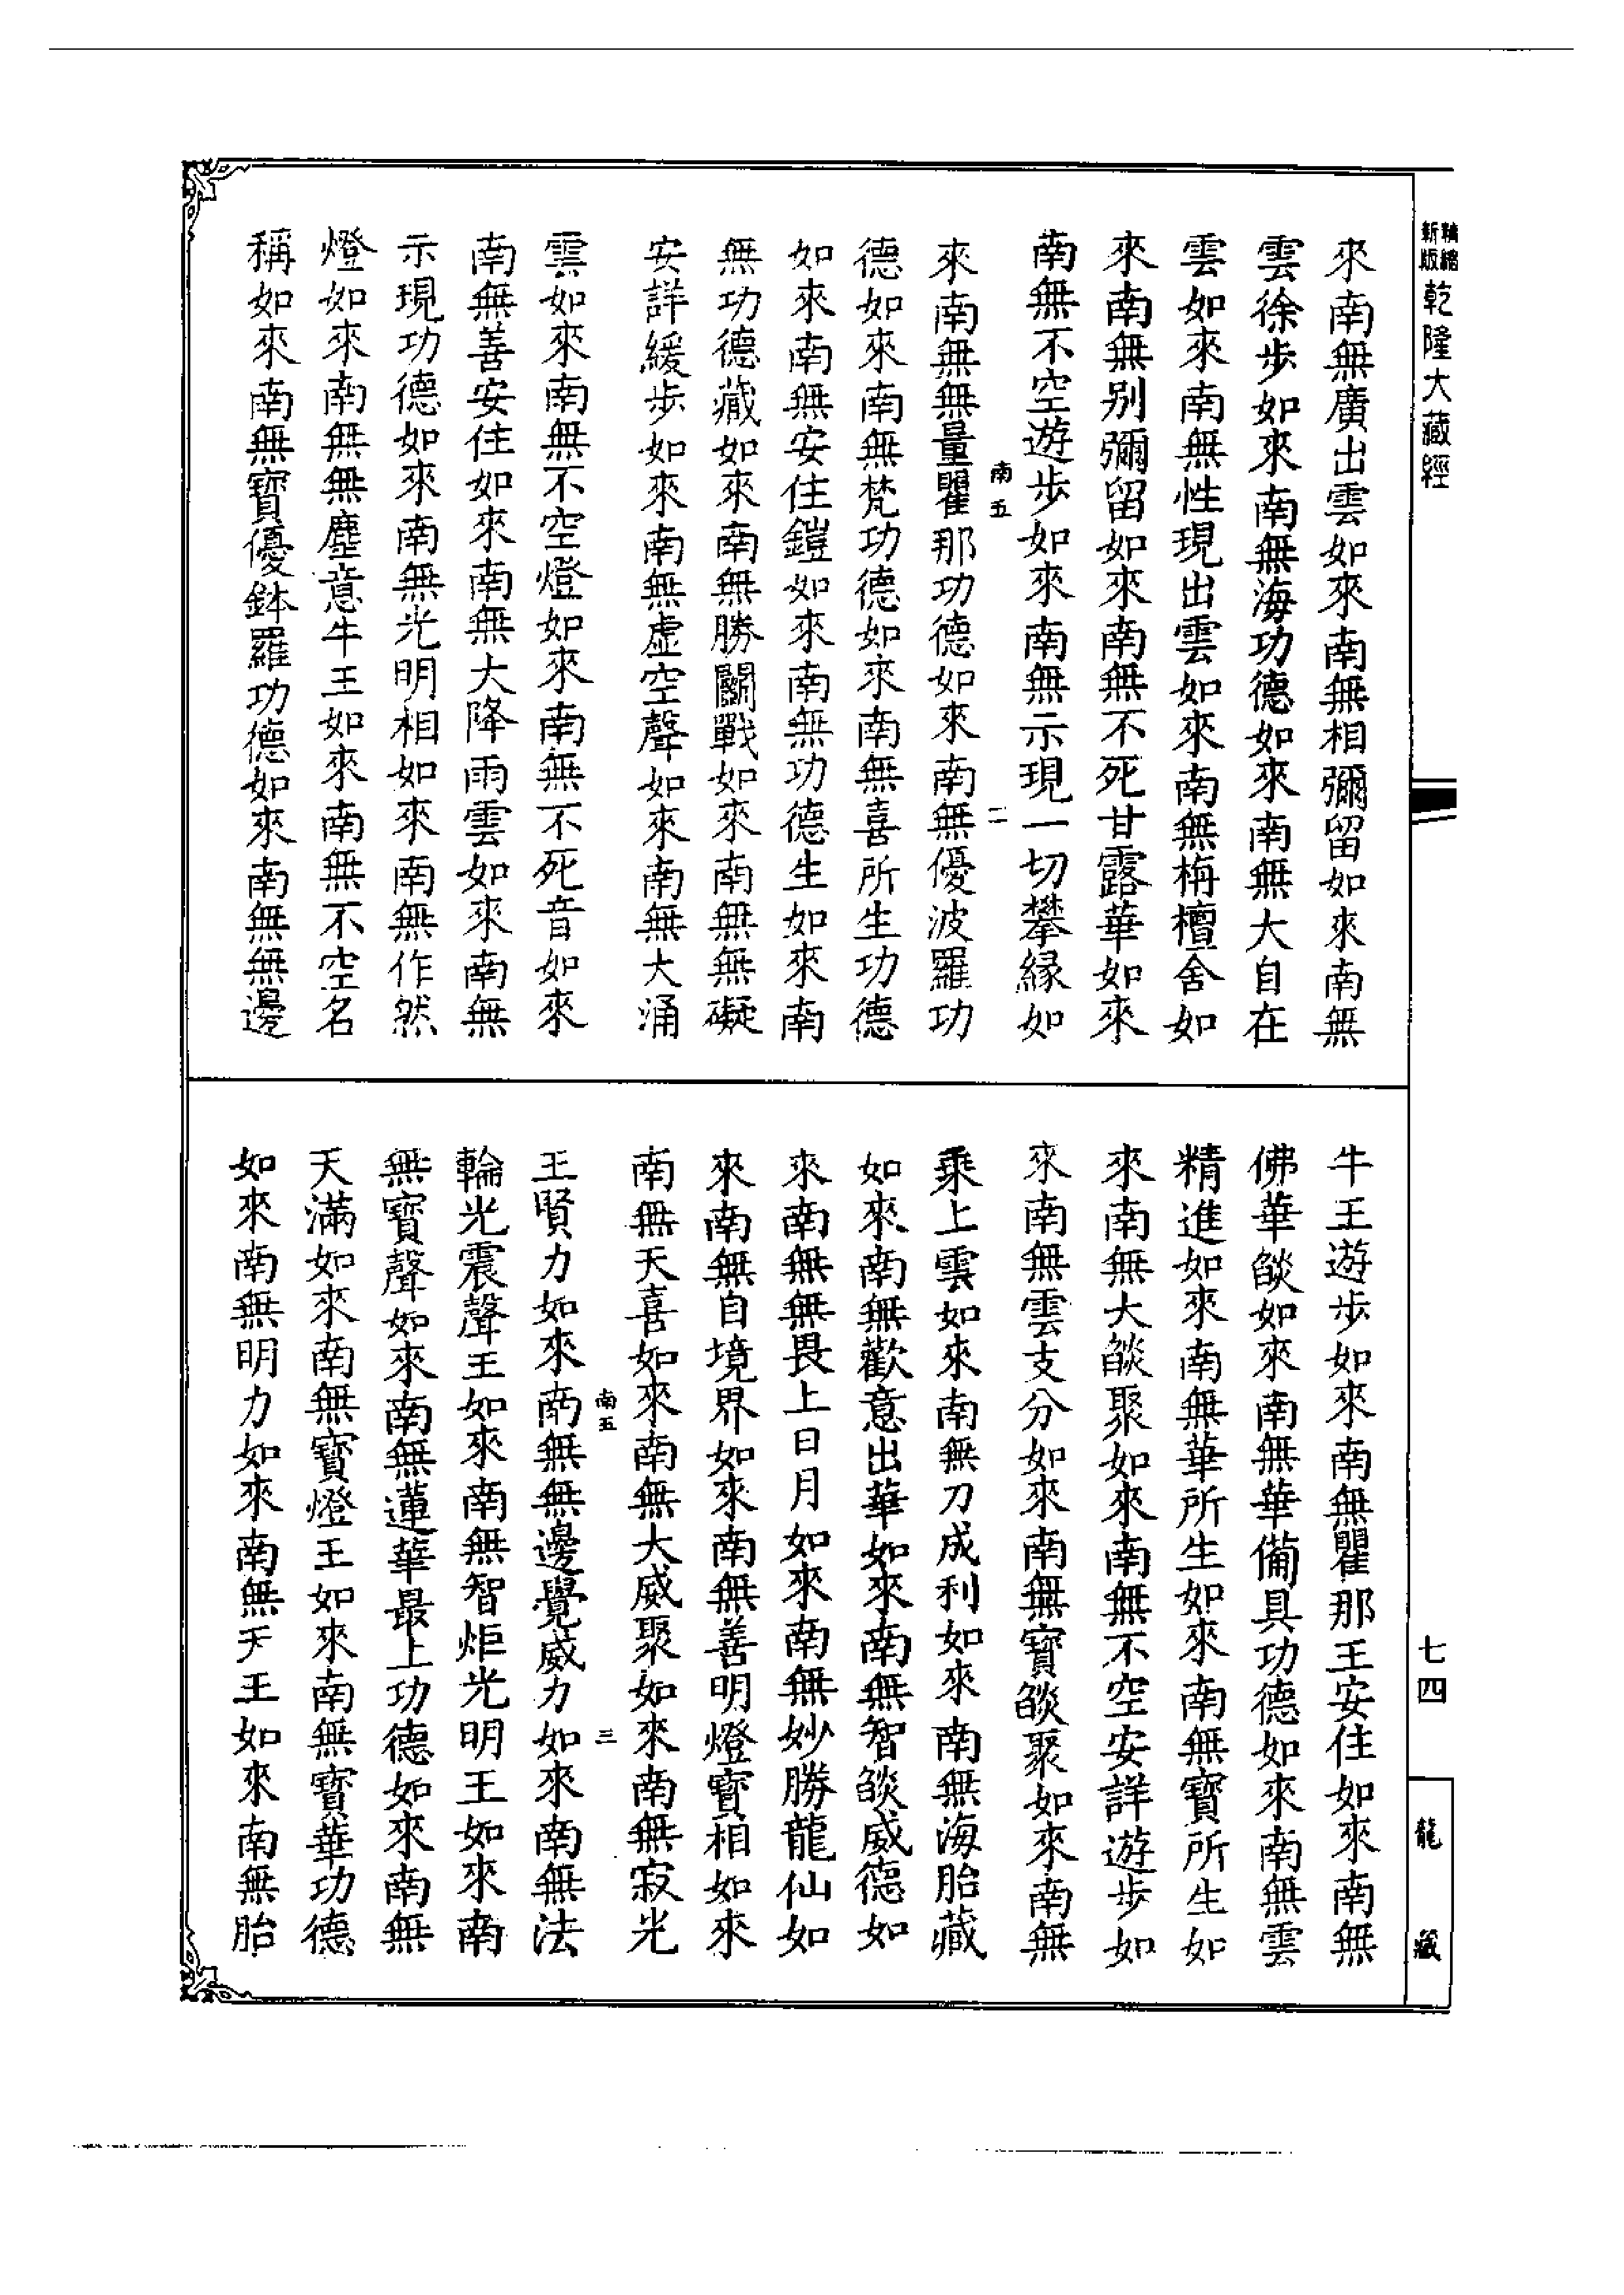 精縮
新版
乾隆大藏經
來南無廣出雲如來南無相彌留如來南無
雲徐步如來南無海功德如來南無大自在
雲如來南無性現出雲如來南無栴檀舍如
來南無別彌留如來南無不死甘露華如來
南無不空遊步如來南無示現一切攀緣如
南五
二
來南無無量瞿那功德如來南無優波羅功
德如來南無梵功德如來南無喜所生功德
如來南無安住鎧如來南無功德生如來南
無功德藏如來南無勝鬬戰如來南無無礙
安詳緩步如來南無虛空聲如來南無大涌
雲如來南無不空燈如來南無不死音如來
南無善安住如來南無大降雨雲如來南無
示現功德如來南無光明相如來南無作然
燈如來南無無塵意牛王如來南無不空名
稱如來南無寶優鉢羅功德如來南無無邊
牛王遊步如來南無瞿那王安住如來南無
佛華燄如來南無華備具功德如來南無雲
精進如來南無華所生如來南無寶所生如
來南無大燄聚如來南無不空安詳遊步如
來南無雲支分如來南無寶燄聚如來南無
乘上雲如來南無刀成利如來南無海胎藏
如來南無歡意出華如來南無智燄威德如
來南無無畏上日月如來南無妙勝龍仙如
來南無自境界如來南無善明燈寶相如來
南無天喜如來南無大威聚如來南無寂光
南五
三
王賢力如來南無無邊覺威力如來南無法
輪光震聲王如來南無智炬光明王如來南
無寶聲如來南無蓮華最上功德如來南無
天滿如來南無寶燈王如來南無寶華功德
如來南無明力如來南無天王如來南無胎
七四
龍藏